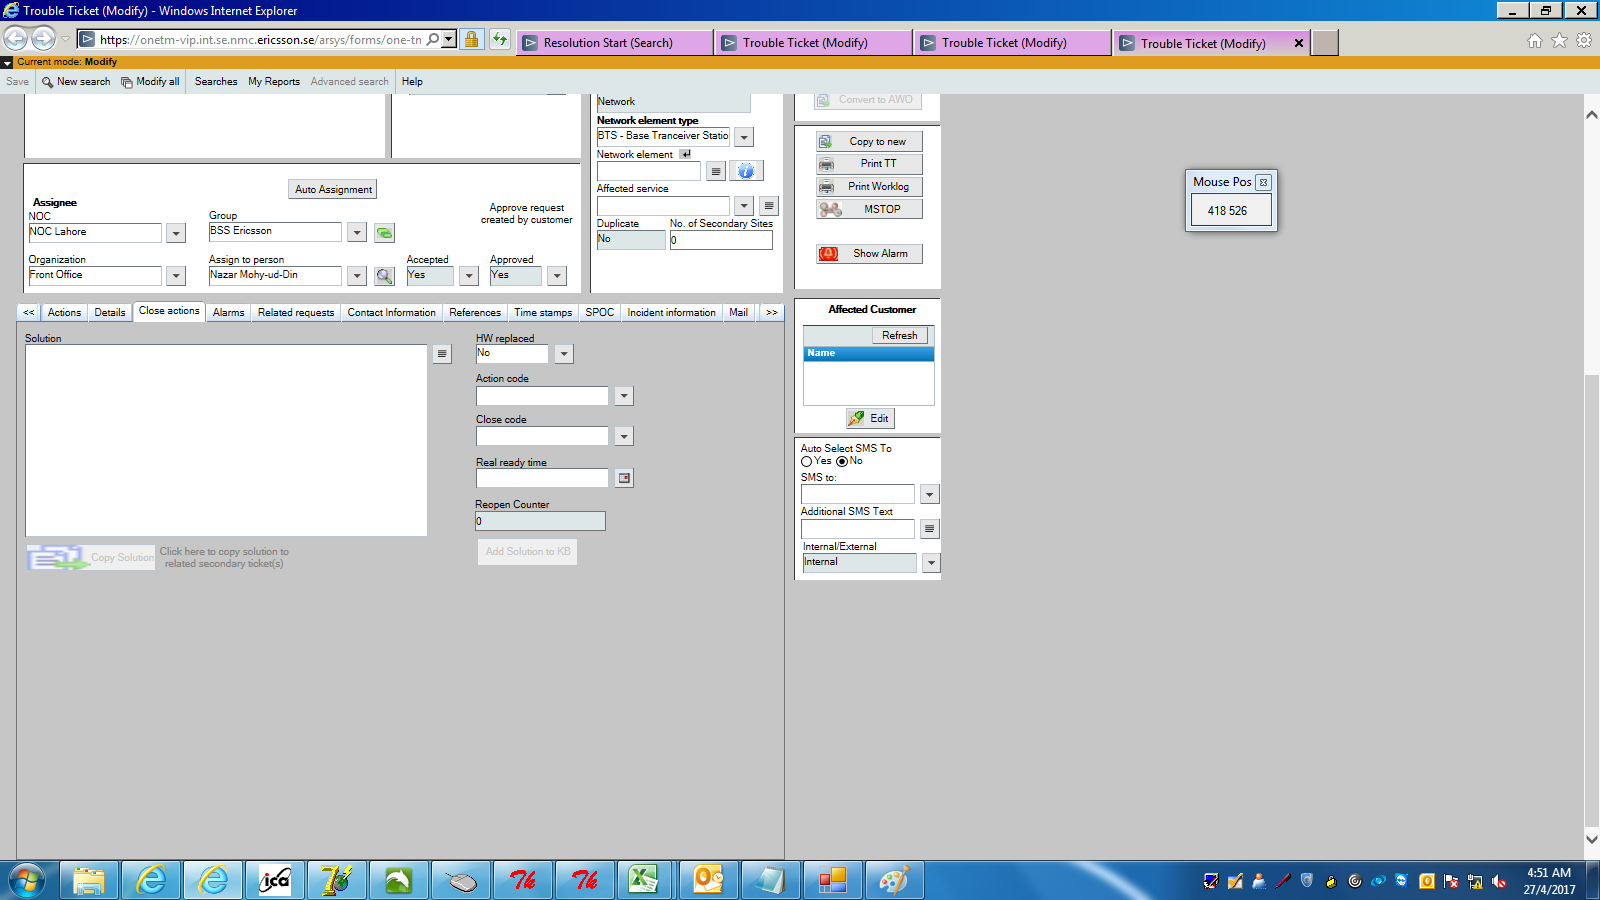 Trouble Ticket (Modify) - Windows Internet Explorer
https://onetm-vip.int.se.nmc.ericsson.se/arsys/forms/one-tn
Resolution Start (Search)
Trouble Ticket (Modify)
Trouble Ticket (Modify)
Trouble Ticket (Modify)
Current mode: Modify
Save
New search
Modify all
Searches
My Reports
Advanced search
Help
Network
Network element type
BTS - Base Tranceiver Statio
Network element
Affected service
Duplicate
No. of Secondary Sites
No
0
Auto Assignment
Assignee
NOC
NOC Lahore
Group
BSS Ericsson
Approve request
created by customer
Organization
Front Office
Assign to person
Nazar Mohy-ud-Din
Accepted
Yes
Approved
Yes
Convert to AWO
Copy to new
Print TT
Print Worklog
MSTOP
Show Alarm
Mouse Pos
418 526
<<
Actions
Details
Close actions
Alarms
Related requests
Contact Information
References
Time stamps
SPOC
Incident information
Mail
>>
Solution
HW replaced
No
Action code
Close code
Real ready time
Reopen Counter
0
Copy Solution
Click here to copy solution to
related secondary ticket(s)
Add Solution to KB
Affected Customer
Refresh
Name
Edit
Auto Select SMS To
Yes
No
SMS to:
Additional SMS Text
Internal/External
Internal
ica
7
Tk
Tk
4:51 AM
27/4/2017